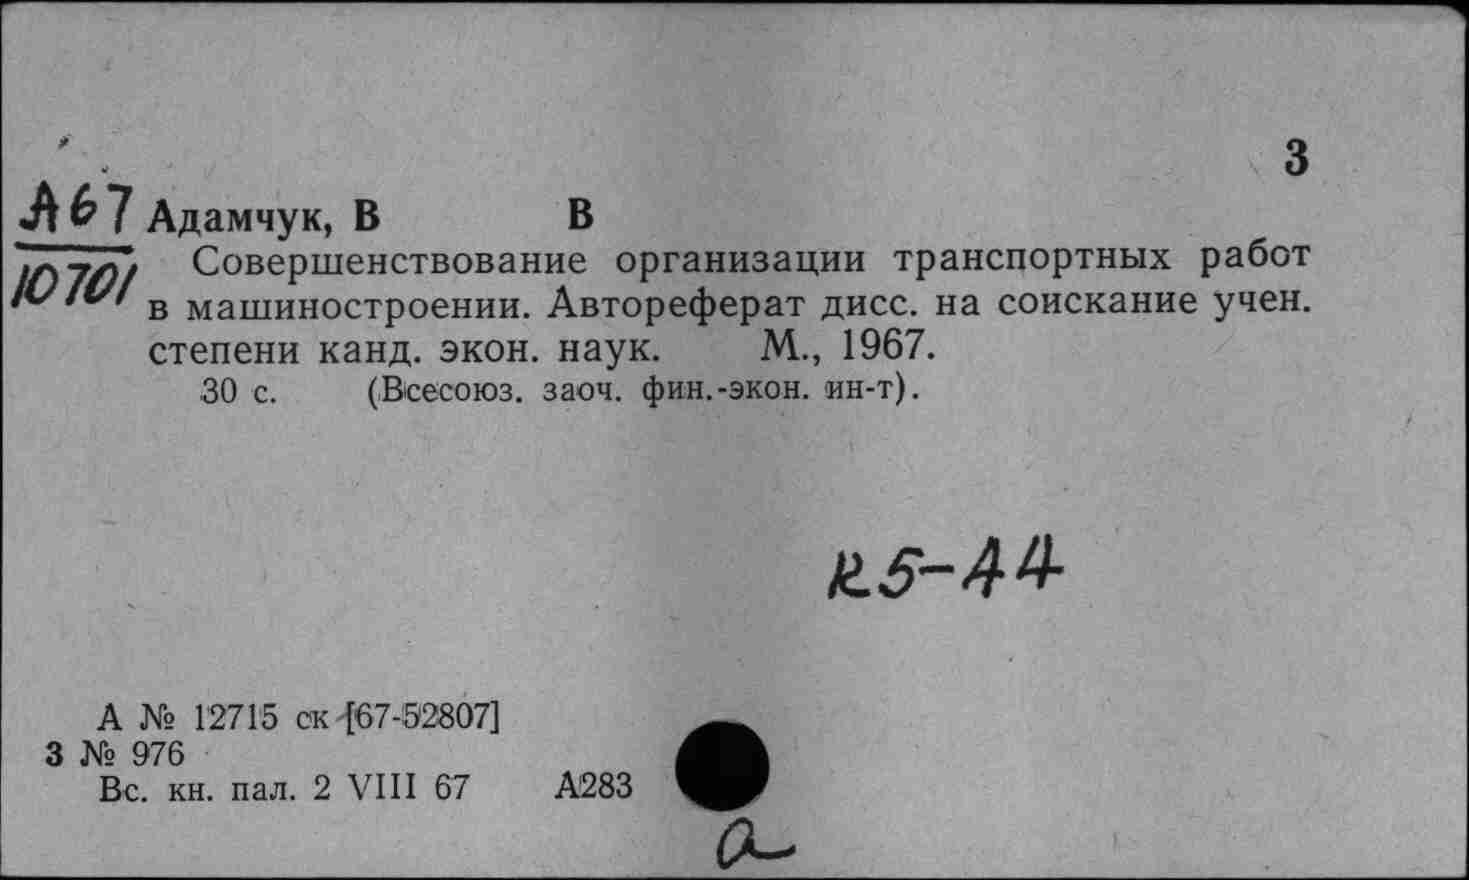 3
А67 Адамчук, В В
10701 Совершенствование организации транспортных работ
в машиностроении. Автореферат дисс. на соискание учен.
степени канд. экон. наук. М., 1967.
30 с. (Всесоюз. заоч. фин.-экон. ин-т).
к5-44
А № 12715 ск [67-52807]
3 № 976
Вс. кн. пал. 2 VIII 67 А283
а